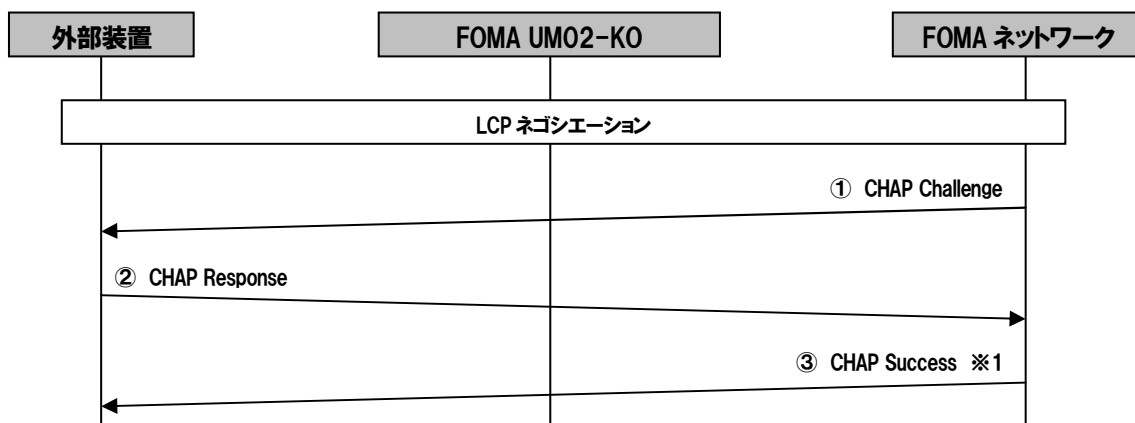 外部装置
FOMA UM02-KO
FOMA ネットワーク
LCP ネゴシエーション
① CHAP Challenge
② CHAP Response
③ CHAP Success ※1